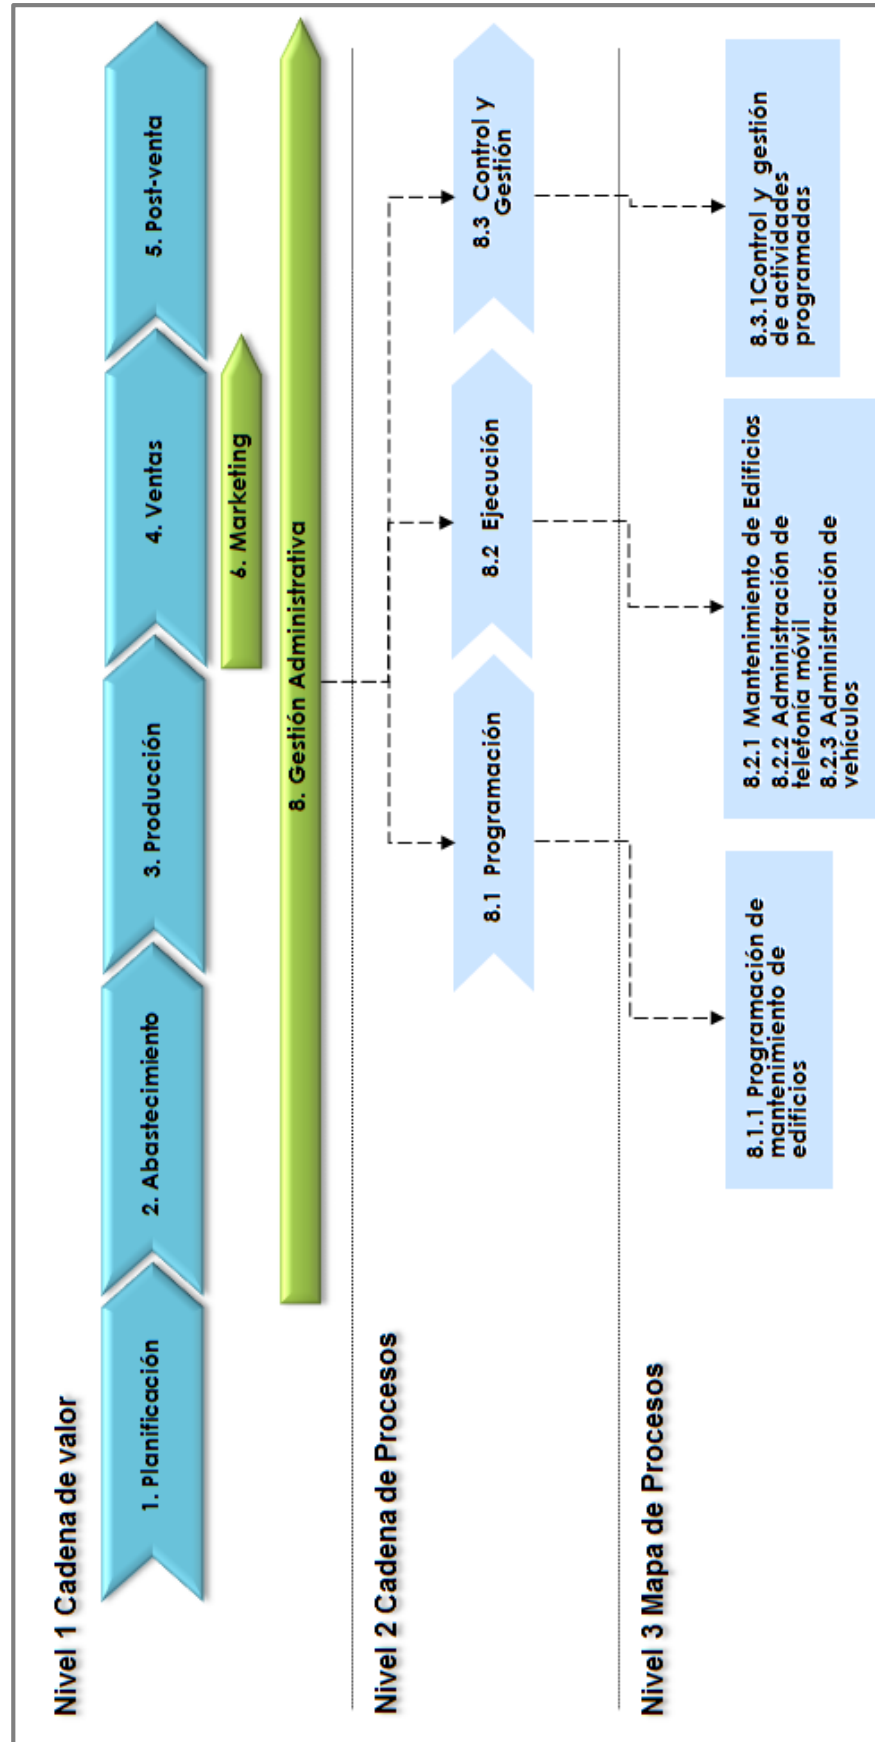 Nivel 1 Cadena de valor
1. Planificación
2. Abastecimiento
3. Producción
4. Ventas
5. Post-venta
6. Marketing
8. Gestión Administrativa
Nivel 2 Cadena de Procesos
8.1 Programación
8.2 Ejecución
8.3 Control y
Gestión
Nivel 3 Mapa de Procesos
8.1.1 Programación de
mantenimiento de
edificios
8.2.1 Mantenimiento de Edificios
8.2.2 Administración de
telefonía móvil
8.2.3 Administración de
vehículos
8.3.1Control y gestión
de actividades
programadas